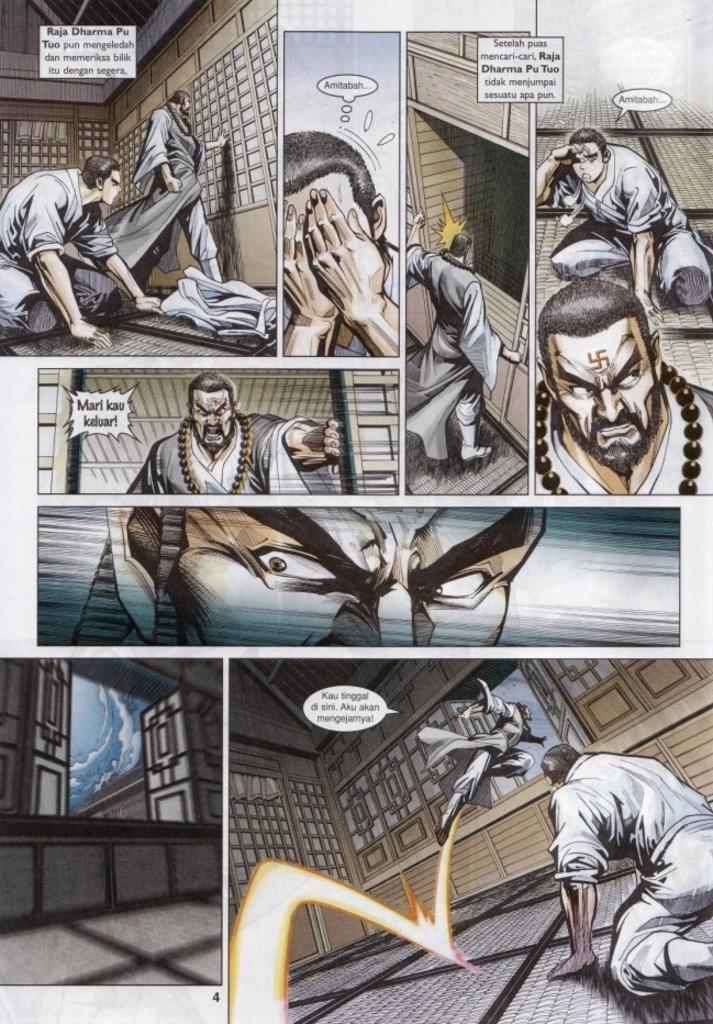 Raja Dharma Pu
Tuo pun mengeledah
dan memeriksa bilik
itu dengan segera,
Amitabah...
Setelah puas
mencari-cari, Raja
Dharma Pu Tuo
tidak menjumpai
sesuatu apa pun.
Amitabah...
Mari kau
keluar!
Kau tinggal
di sini. Aku akan
mengejarnya!
4